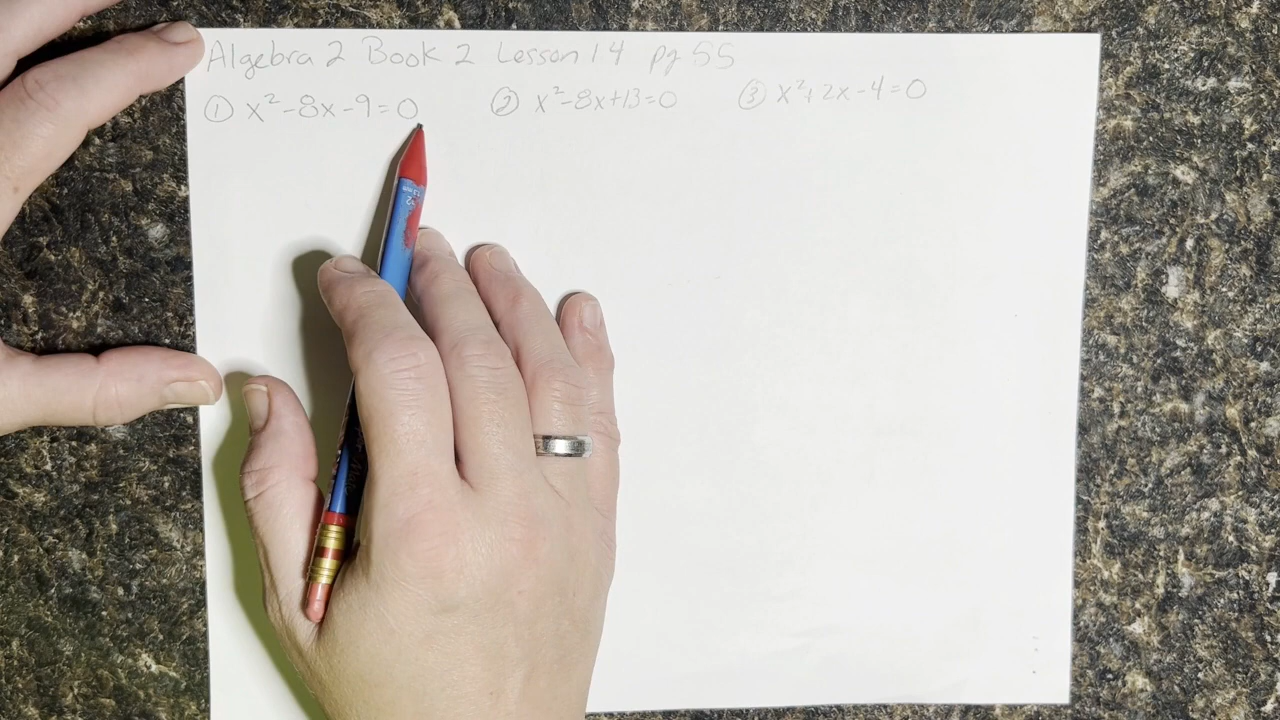 Algebra 2 Book 2 Lesson 14 pg 55
① x²-8x-9=0 ② x²-8x+13=0 ③ x²+2x-4=0